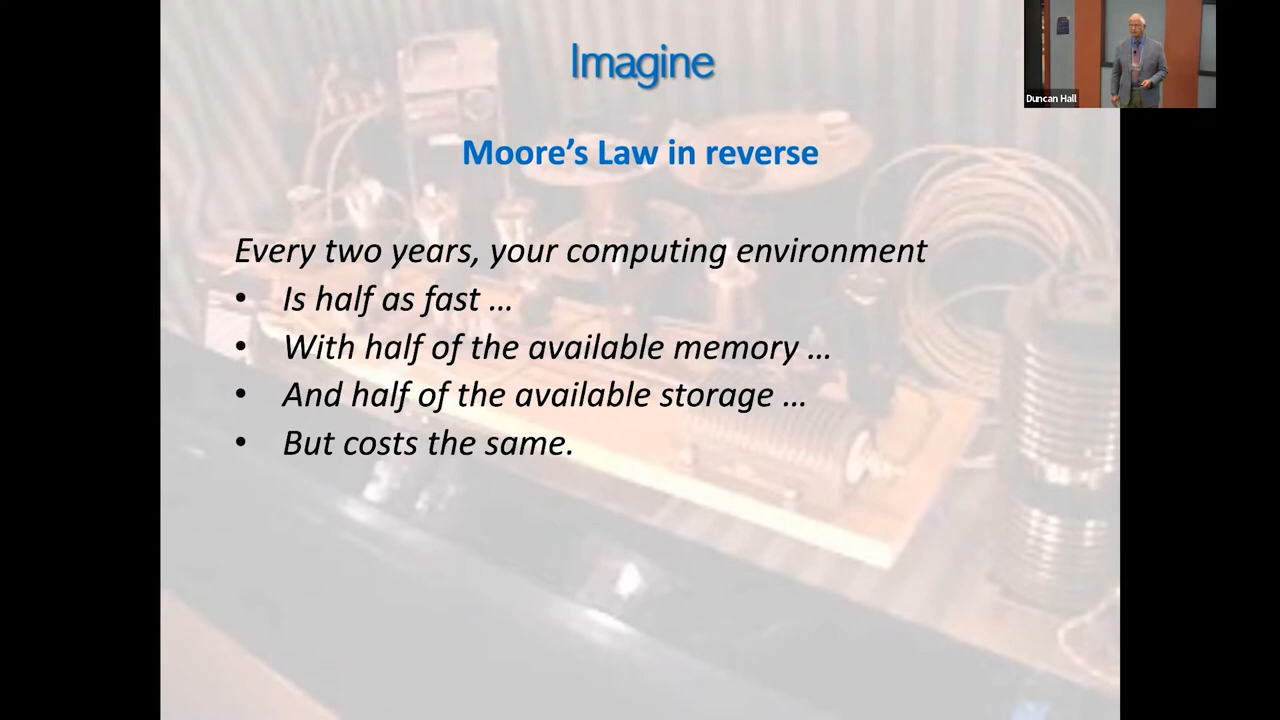 Imagine
Duncan Hall
Moore’s Law in reverse
Every two years, your computing environment
• Is half as fast …
• With half of the available memory …
• And half of the available storage …
• But costs the same.